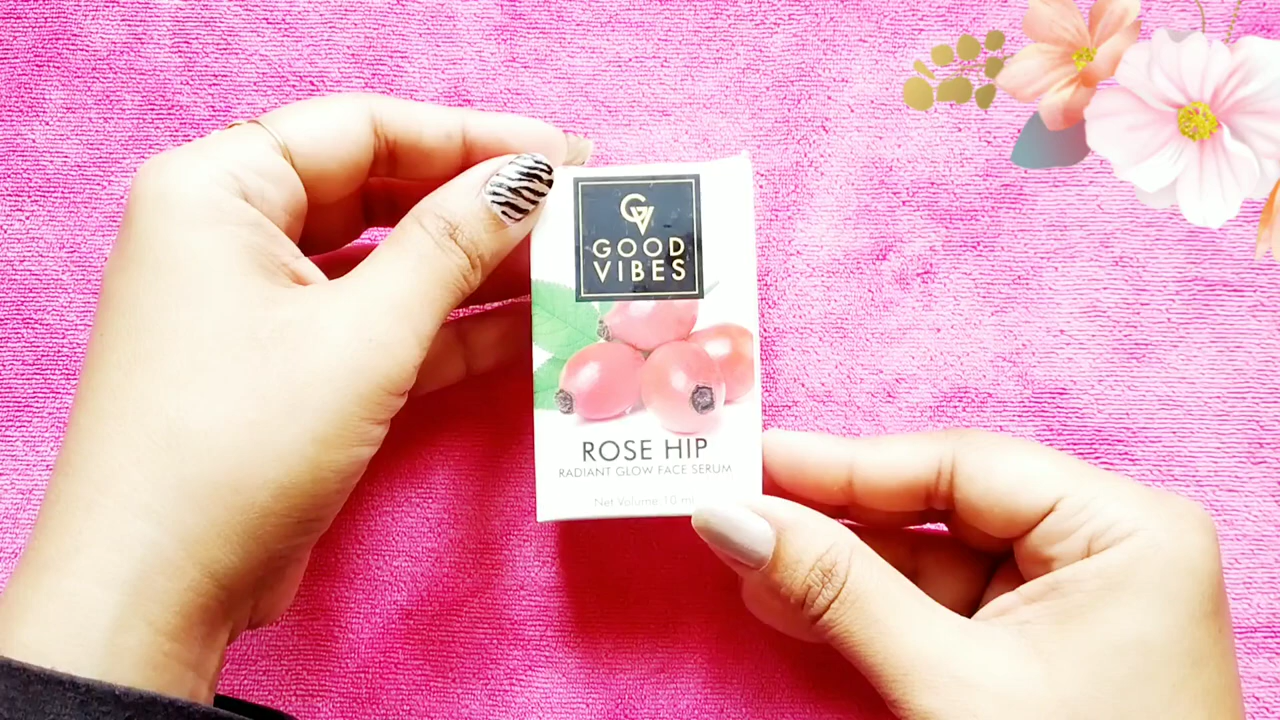 GV
GOOD
VIBES
ROSE HIP
RADIANT GLOW FACE SERUM
Net Volume 10 ml